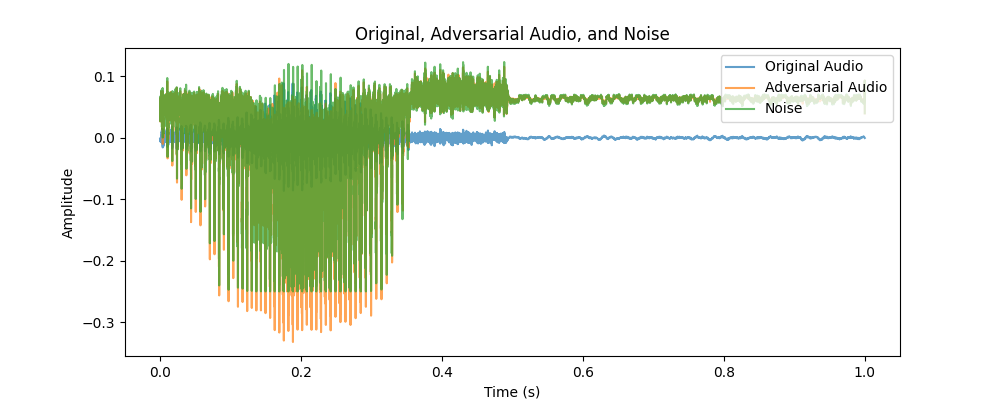 Original, Adversarial Audio, and Noise
Original Audio
Adversarial Audio
Noise
0.1
0.0
−0.1
−0.2
−0.3
Amplitude
0.0 0.2 0.4 0.6 0.8 1.0
Time (s)